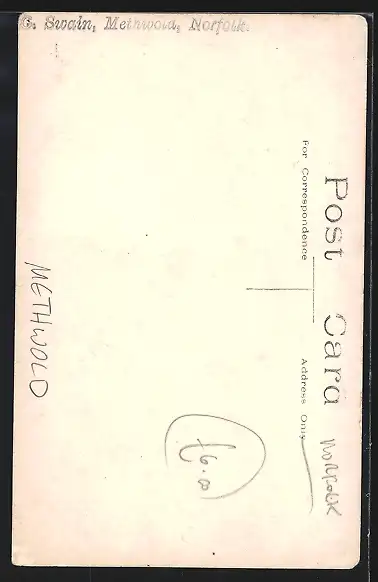 G. Swain, Methwold, Norfolk.
Post Card
For Correspondence
Address Only
METHWOLD
NORFOLK
£6.00